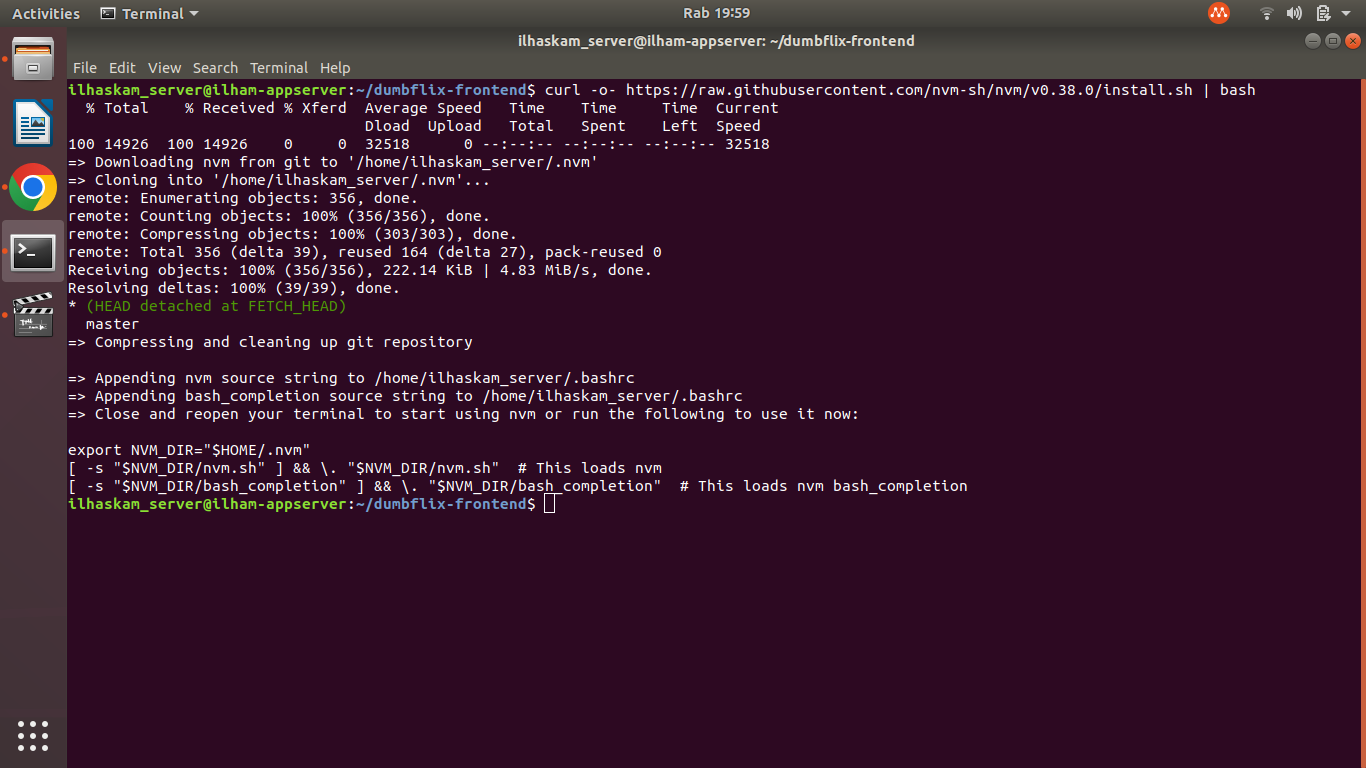 Activities Terminal Rab 19:59
ilhaskam_server@ilham-appserver: ~/dumbflix-frontend
File Edit View Search Terminal Help
ilhaskam_server@ilham-appserver:~/dumbflix-frontend$ curl -o- https://raw.githubusercontent.com/nvm-sh/nvm/v0.38.0/install.sh | bash
  % Total    % Received % Xferd  Average Speed   Time    Time     Time  Current
                                 Dload  Upload   Total   Spent    Left  Speed
100 14926  100 14926    0     0  32518      0 --:--:-- --:--:-- --:--:-- 32518
=> Downloading nvm from git to '/home/ilhaskam_server/.nvm'
=> Cloning into '/home/ilhaskam_server/.nvm'...
remote: Enumerating objects: 356, done.
remote: Counting objects: 100% (356/356), done.
remote: Compressing objects: 100% (303/303), done.
remote: Total 356 (delta 39), reused 164 (delta 27), pack-reused 0
Receiving objects: 100% (356/356), 222.14 KiB | 4.83 MiB/s, done.
Resolving deltas: 100% (39/39), done.
* (HEAD detached at FETCH_HEAD)
  master
=> Compressing and cleaning up git repository

=> Appending nvm source string to /home/ilhaskam_server/.bashrc
=> Appending bash_completion source string to /home/ilhaskam_server/.bashrc
=> Close and reopen your terminal to start using nvm or run the following to use it now:

export NVM_DIR="$HOME/.nvm"
[ -s "$NVM_DIR/nvm.sh" ] && \. "$NVM_DIR/nvm.sh"  # This loads nvm
[ -s "$NVM_DIR/bash_completion" ] && \. "$NVM_DIR/bash_completion"  # This loads nvm bash_completion
ilhaskam_server@ilham-appserver:~/dumbflix-frontend$